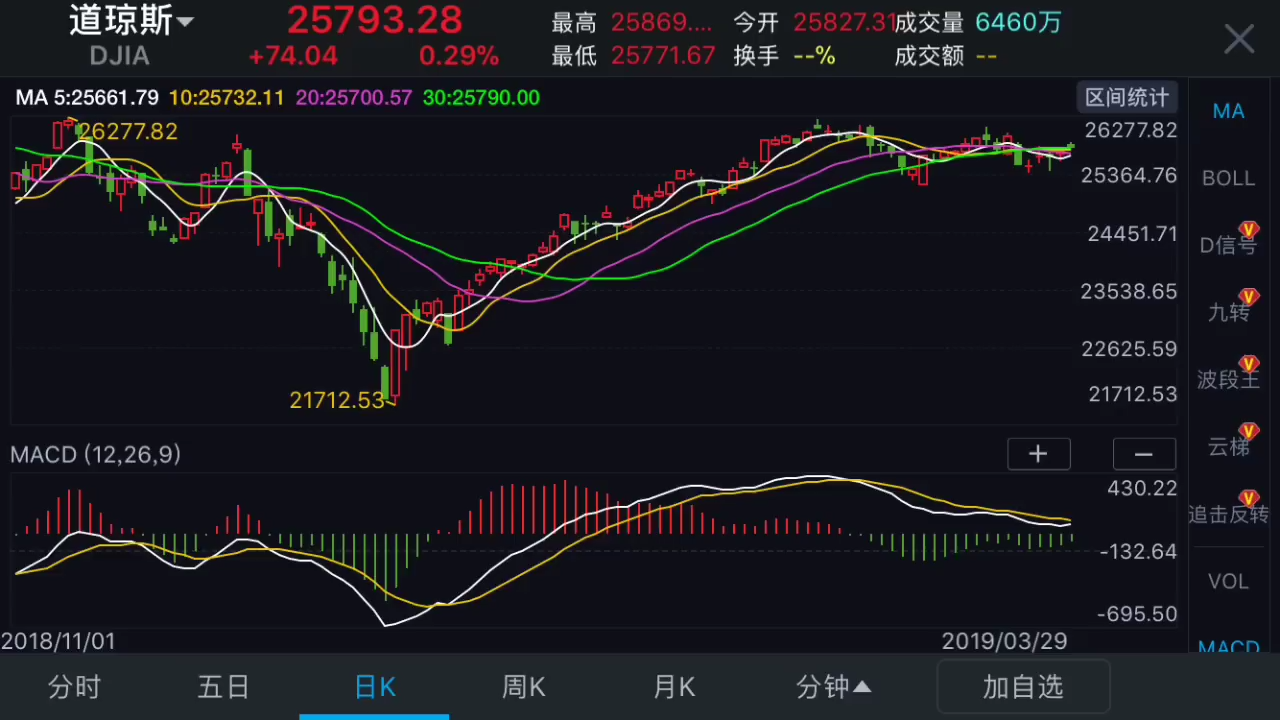 道琼斯 25793.28 最高 25869.... 今开 25827.31 成交量 6460万
DJIA +74.04 0.29% 最低 25771.67 换手 --% 成交额 --
MA 5:25661.79 10:25732.11 20:25700.57 30:25790.00 区间统计
26277.82 26277.82
25364.76
24451.71
23538.65
22625.59
21712.53 21712.53
MACD (12,26,9) + −
430.22
-132.64
-695.50
2018/11/01 2019/03/29
MA
BOLL
D信号 V
九转 V
波段王 V
云梯 V
追击反转 V
VOL
MACD
分时 五日 日K 周K 月K 分钟 加自选